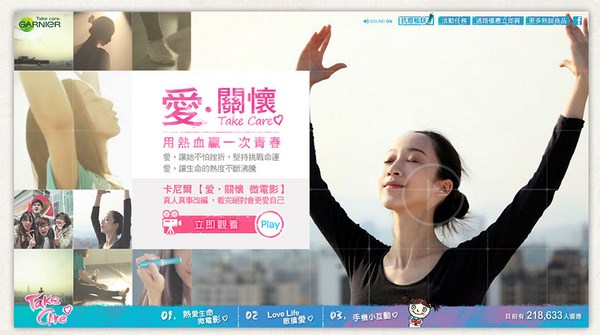 Take care.
GARNIER
SOUND ON
活動任務
通路優惠立即買
更多熱銷商品
f
愛·關懷
Take Care♡
用熱血贏一次青春
愛，讓她不怕挫折，堅持挑戰命運
愛，讓生命的熱度不斷沸騰
卡尼爾【愛·關懷 微電影】
真人真事改編，看完絕對會更愛自己
立即觀看 Play
Take
Care
01. 熱愛生命
微電影♡
02 Love Life
散撥愛♡
03. 手機小互動♡
目前有 218,633人響應